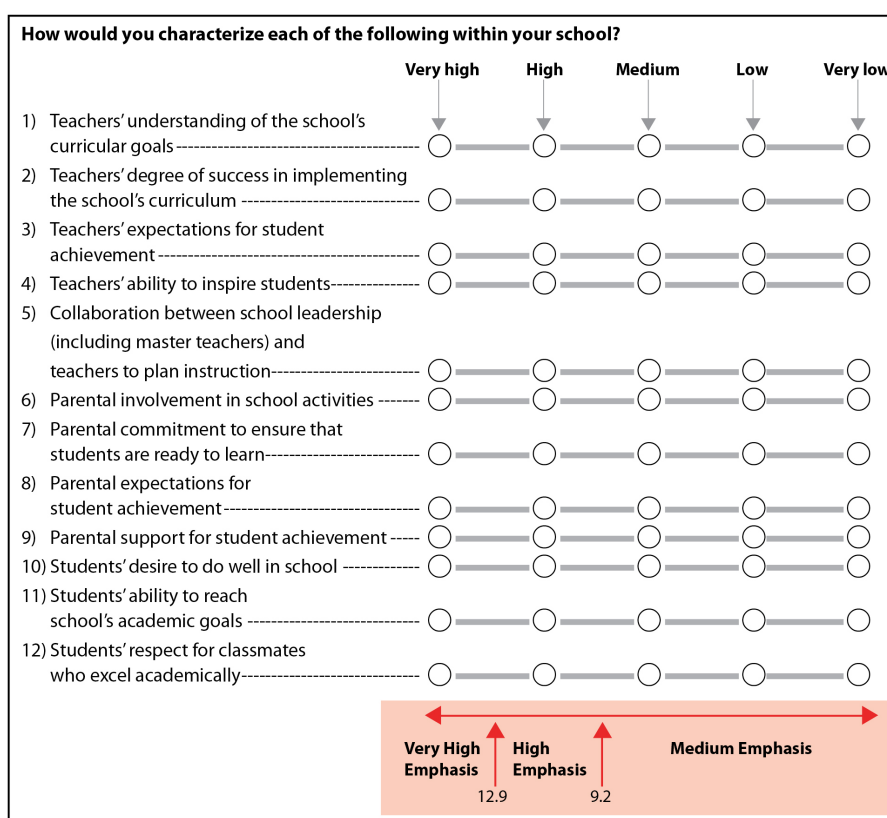 How would you characterize each of the following within your school?
Very high High Medium Low Very low
1) Teachers' understanding of the school's
curricular goals
2) Teachers' degree of success in implementing
the school's curriculum
3) Teachers' expectations for student
achievement
4) Teachers' ability to inspire students
5) Collaboration between school leadership
(including master teachers) and
teachers to plan instruction
6) Parental involvement in school activities
7) Parental commitment to ensure that
students are ready to learn
8) Parental expectations for
student achievement
9) Parental support for student achievement
10) Students' desire to do well in school
11) Students' ability to reach
school's academic goals
12) Students' respect for classmates
who excel academically
Very High
Emphasis
High
Emphasis
Medium Emphasis
12.9
9.2